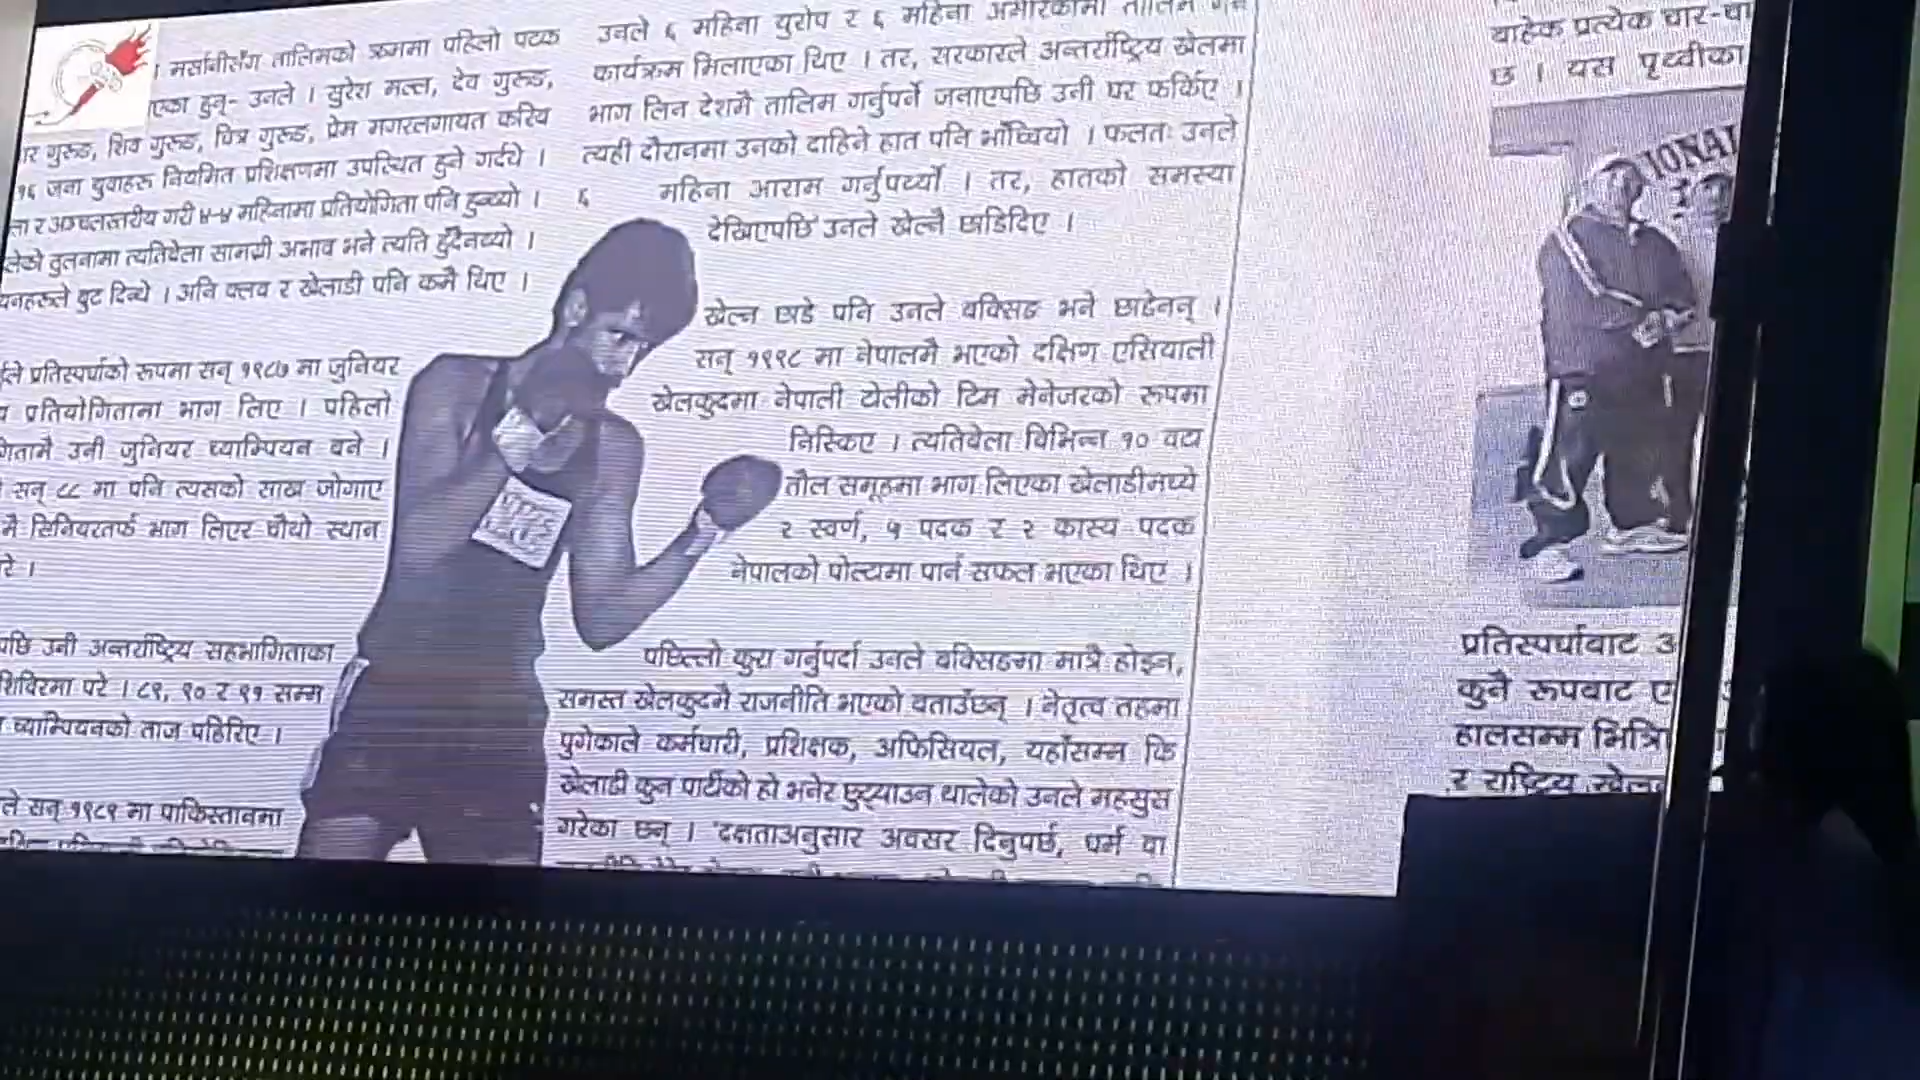 । मर्सानीसँग तालिमको क्रममा पहिलो पटक
एका हुन्- उनले । सुरेश मल्ल, देव गुरुङ,
गुरुङ, शिव गुरुङ, चित्र गुरुङ, प्रेम मगरलगायत करिब
१६ जना युवाहरू नियमित प्रशिक्षणमा उपस्थित हुने गर्दथे ।
र अञ्चलस्तरीय गरी ४-५ महिनामा प्रतियोगिता पनि हुन्थ्यो ।
तुलनामा त्यतिबेला सामग्री अभाव भने त्यति हुँदैनथ्यो ।
बुट दिन्थे । अनि क्लब र खेलाडी पनि कमै थिए ।
ले प्रतिस्पर्धाको रूपमा सन् १९८७ मा जुनियर
प्रतियोगितामा भाग लिए । पहिलो
उनी जुनियर च्याम्पियन बने ।
सन् ८८ मा पनि त्यसको साख जोगाए
मै सिनियरतर्फ भाग लिएर चौथो स्थान
रे ।
पछि उनी अन्तर्राष्ट्रिय सहभागिताका
शिविरमा परे । ८९, ९० र ९१ सम्म
च्याम्पियनको ताज पहिरिए ।
ले सन् १९८९ मा पाकिस्तानमा
उनले ६ महिना युरोप र ६ महिना अमेरिकामा तालिम
कार्यक्रम मिलाएका थिए । तर, सरकारले अन्तर्राष्ट्रिय खेलमा
भाग लिन देशमै तालिम गर्नुपर्ने जनाएपछि उनी घर फर्किए ।
त्यही दौरानमा उनको दाहिने हात पनि भाँच्चियो । फलतः उनले
६ महिना आराम गर्नुपर्‍यो । तर, हातको समस्या
देखिएपछि उनले खेल्नै छाडिदिए ।
खेल्न छाडे पनि उनले बक्सिङ भने छाडेनन् ।
सन् १९९८ मा नेपालमै भएको दक्षिण एसियाली
खेलकुदमा नेपाली टोलीको टिम मेनेजरको रूपमा
निस्किए । त्यतिबेला विभिन्न १०
तौल समूहमा भाग लिएका खेलाडीमध्ये
२ स्वर्ण, ५ पदक र २ कास्य पदक
नेपालको पोल्टामा पार्न सफल भएका थिए ।
पछिल्लो कुरा गर्नुपर्दा उनले बक्सिङमा मात्रै होइन,
समस्त खेलकुदमै राजनीति भएको बताउँछन् । नेतृत्व तहमा
पुगेकाले कर्मचारी, प्रशिक्षक, अफिसियल, यहाँसम्म कि
खेलाडी कुन पार्टीको हो भनेर छुट्याउन थालेको उनले महसुस
गरेका छन् । 'दक्षताअनुसार अवसर दिनुपर्छ, धर्म वा
बाहेक प्रत्येक चार-चा
छ । यस पृथ्वीका
IONAL
प्रतिस्पर्धाबाट
कुनै रूपबाट ए
हालसम्म भित्रि
र राष्ट्रिय खेल